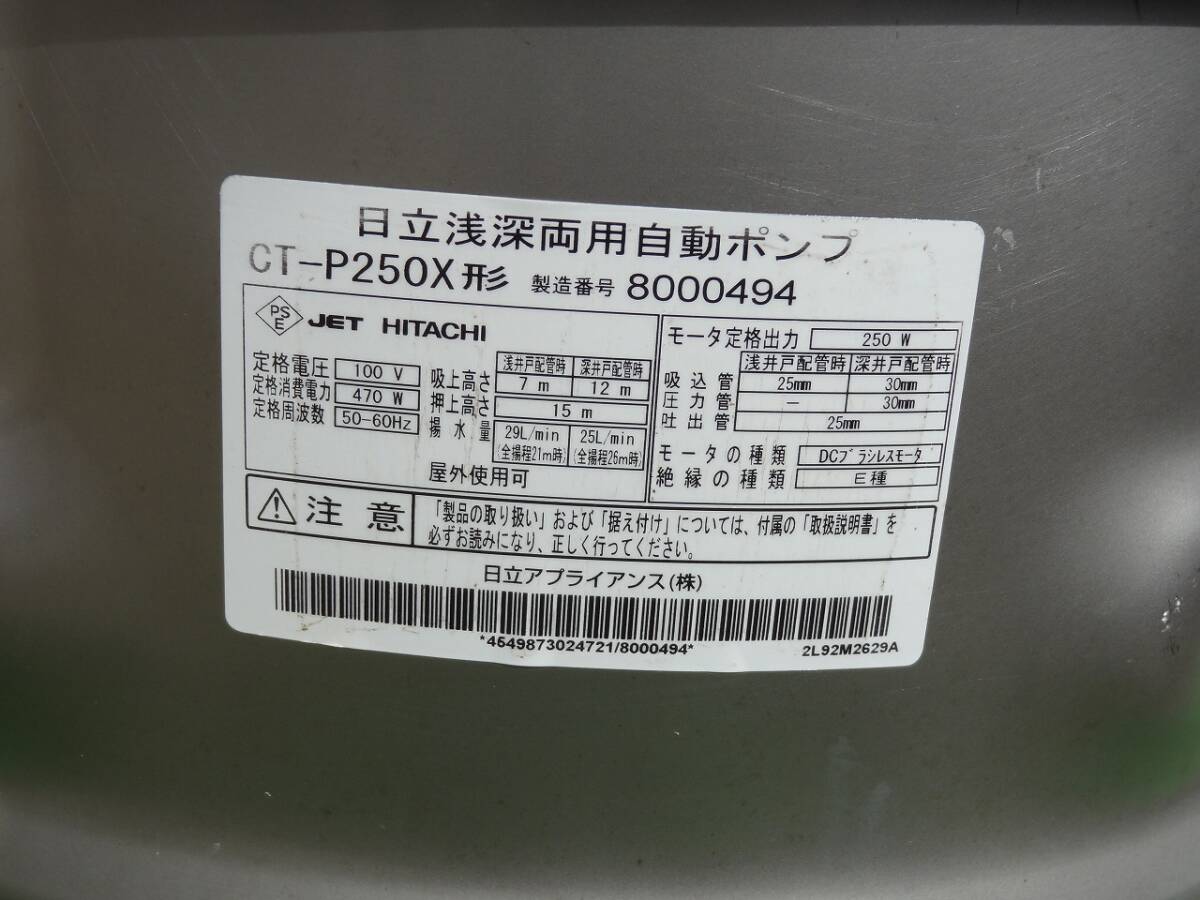 日立浅深両用自動ポンプ
CT-P250X形 製造番号 8000494
PS E JET HITACHI
定格電圧 100 V
定格消費電力 470 W
定格周波数 50-60Hz
浅井戸配管時 深井戸配管時
吸上高さ 7 m 12 m
押上高さ 15 m
揚水量 29L/min 25L/min
(全揚程21m時) (全揚程26m時)
屋外使用可
モータ定格出力 250 W
浅井戸配管時 深井戸配管時
吸込管 25mm 30mm
圧力管 － 30mm
吐出管 25mm
モータの種類 DCブラシレスモータ
絶縁の種類 E種
注意 「製品の取り扱い」および「据え付け」については、付属の「取扱説明書」を
必ずお読みになり、正しく行ってください。
日立アプライアンス(株)
*4549873024721/8000494*
2L92M2629A